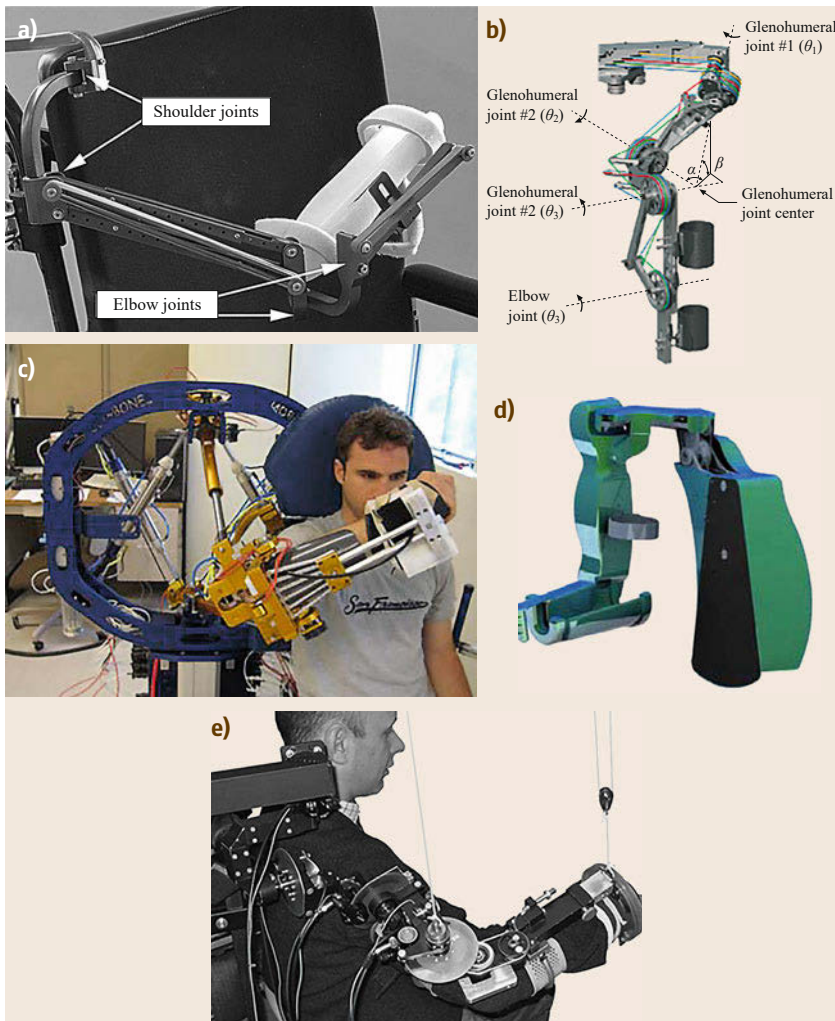 a)
Shoulder joints
Elbow joints
b)
Glenohumeral
joint #1 (θ1)
Glenohumeral
joint #2 (θ2)
α
β
Glenohumeral
joint #2 (θ3)
Glenohumeral
joint center
Elbow
joint (θ3)
c)
San Francisco
d)
e)